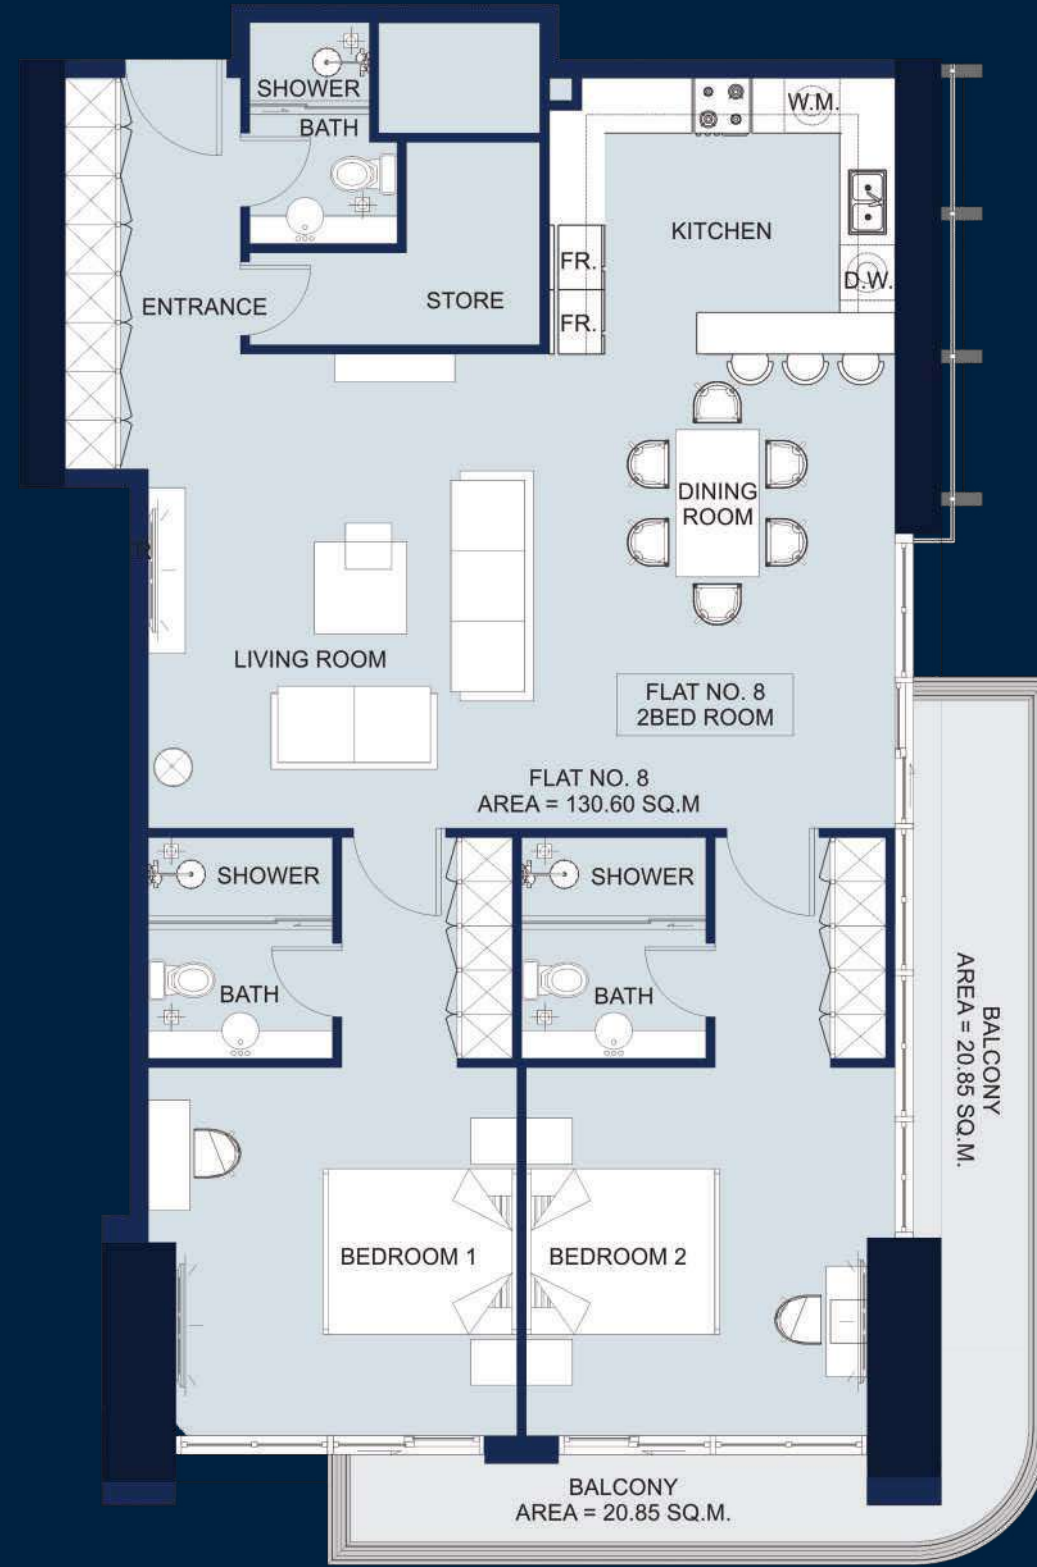 SHOWER
BATH
W.M.
KITCHEN
FR.
D.W.
ENTRANCE
STORE
FR.
DINING
ROOM
LIVING ROOM
FLAT NO. 8
2BED ROOM
FLAT NO. 8
AREA = 130.60 SQ.M
SHOWER
SHOWER
BATH
BATH
BALCONY
AREA = 20.85 SQ.M.
BEDROOM 1
BEDROOM 2
BALCONY
AREA = 20.85 SQ.M.